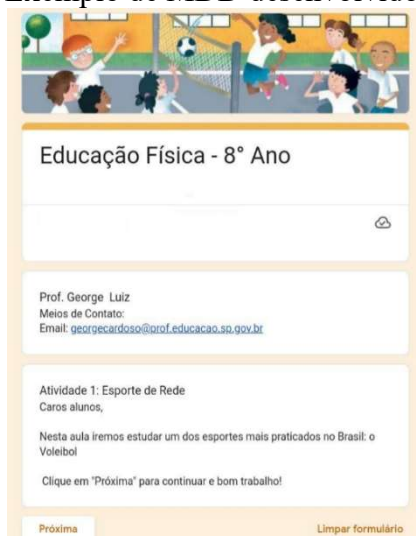 Educação Física - 8° Ano
Prof. George Luiz
Meios de Contato:
Email: georgecardoso@prof.educacao.sp.gov.br
Atividade 1: Esporte de Rede
Caros alunos,
Nesta aula iremos estudar um dos esportes mais praticados no Brasil: o
Voleibol
Clique em "Próxima" para continuar e bom trabalho!
Próxima
Limpar formulário